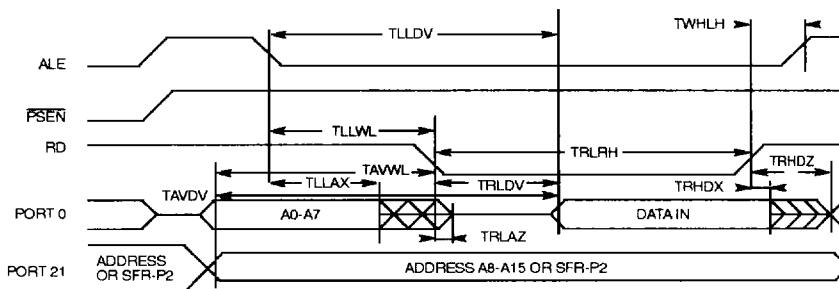 TLLDV
TWHLH
ALE
PSEN
TLLWL
RD
TAVWL
TRLRH
TRHDZ
TLLAX
TRLDV
TAVDV
TRHDX
PORT 0
A0-A7
DATA IN
TRLAZ
PORT 21
ADDRESS
OR SFR-P2
ADDRESS A8-A15 OR SFR-P2